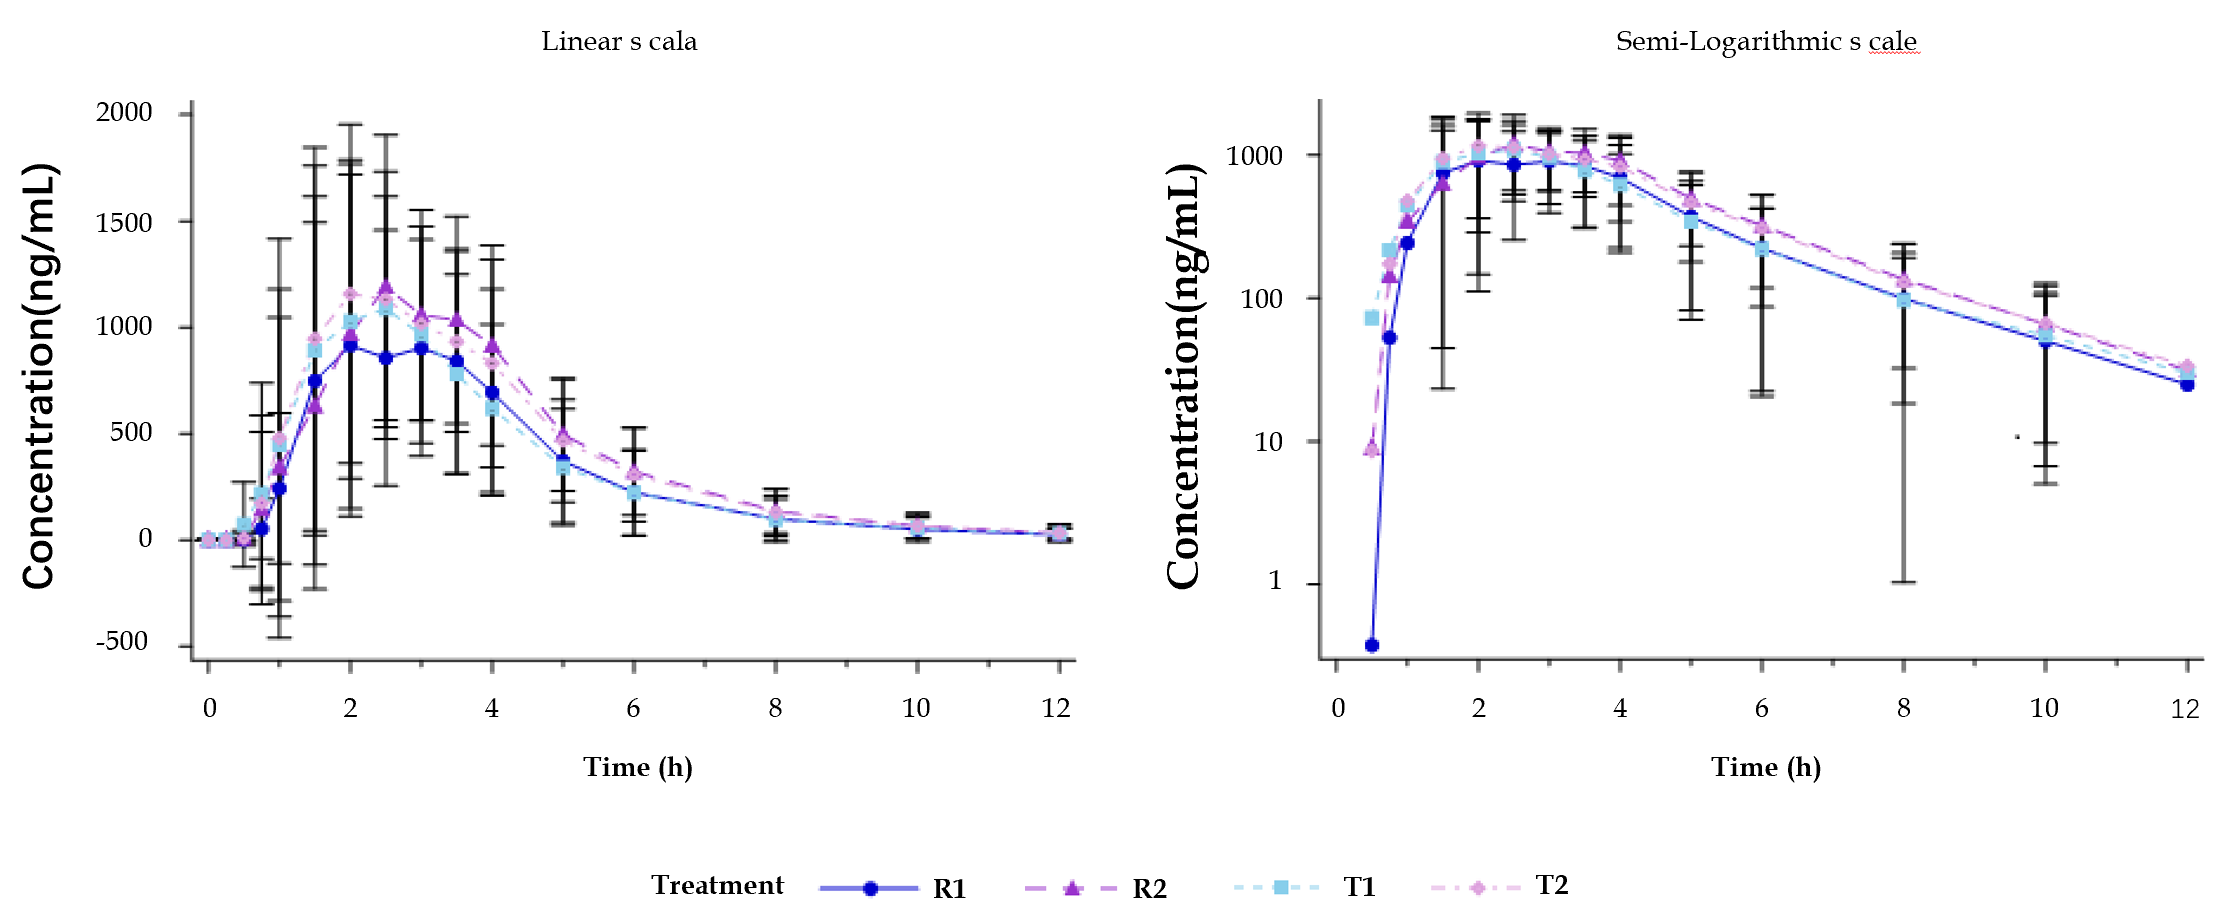 Linear s cala
Semi-Logarithmic s cale
Concentration(ng/mL)
2000
1500
1000
500
0
-500
0 2 4 6 8 10 12
Time (h)
Concentration(ng/mL)
1000
100
10
1
0 2 4 6 8 10 12
Time (h)
Treatment R1 R2 T1 T2